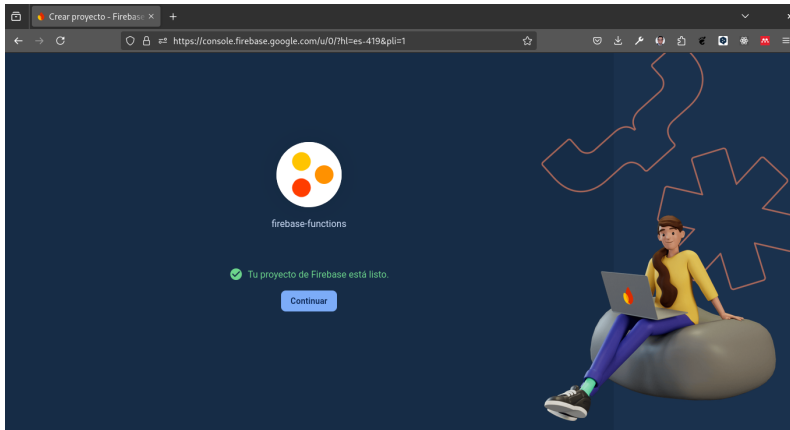 Crear proyecto - Firebase
https://console.firebase.google.com/u/0/?hl=es-419&pli=1
firebase-functions
Tu proyecto de Firebase está listo.
Continuar